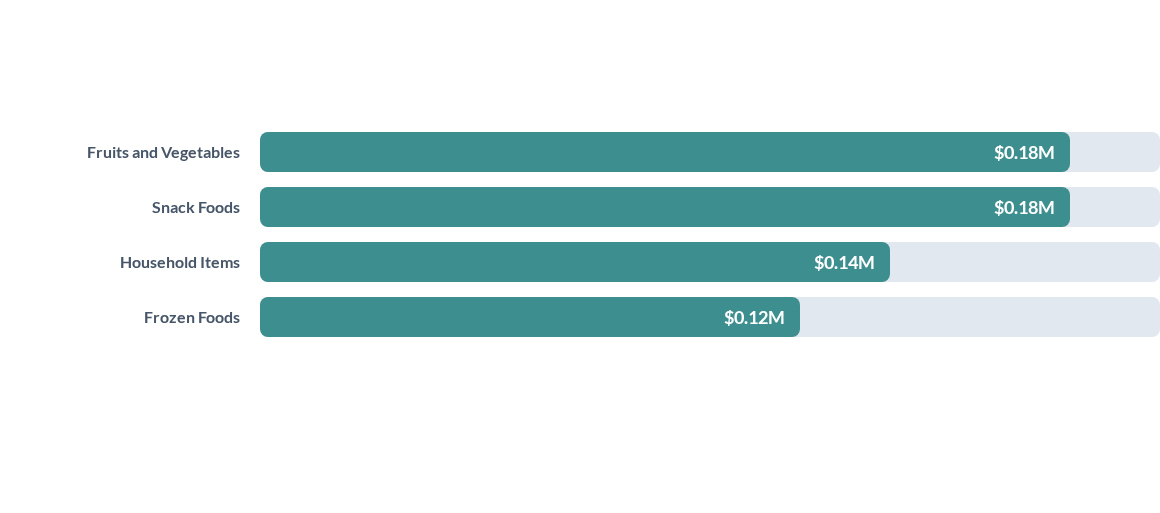 Fruits and Vegetables $0.18M
Snack Foods $0.18M
Household Items $0.14M
Frozen Foods $0.12M